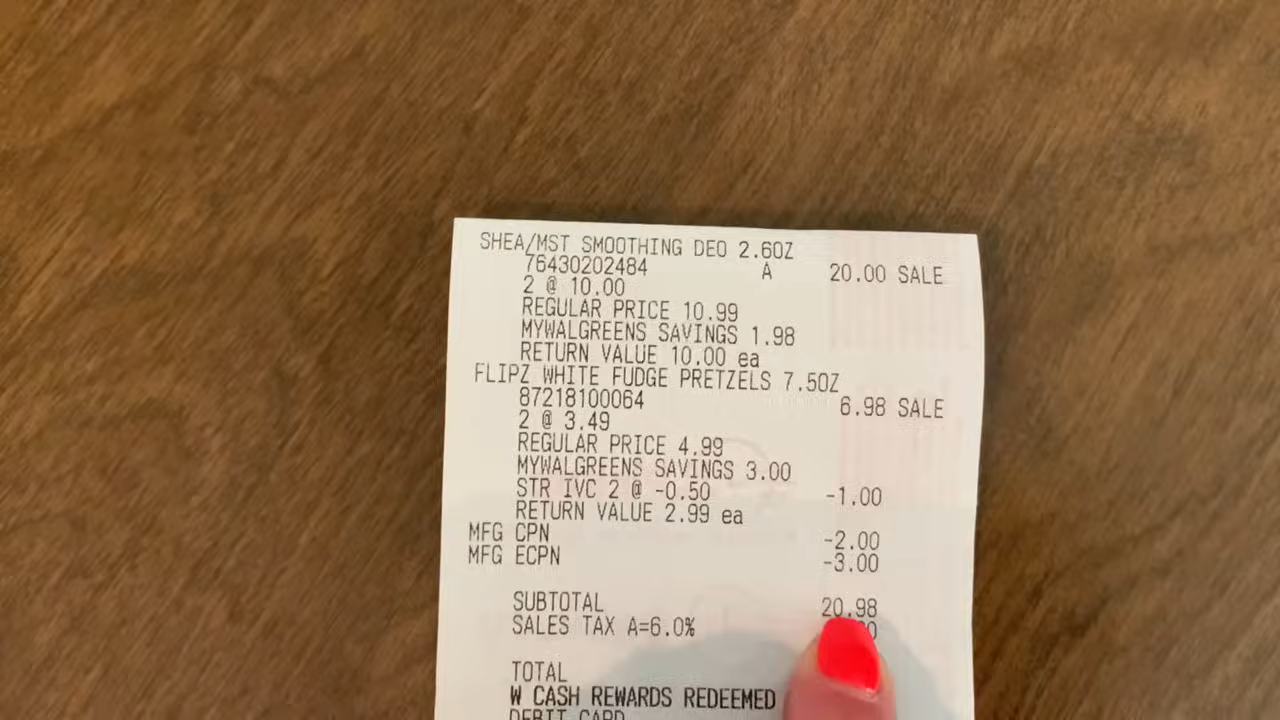 SHEA/MST SMOOTHING DEO 2.6OZ
76430202484 A 20.00 SALE
2 @ 10.00
REGULAR PRICE 10.99
MYWALGREENS SAVINGS 1.98
RETURN VALUE 10.00 ea
FLIPZ WHITE FUDGE PRETZELS 7.5OZ
87218100064 6.98 SALE
2 @ 3.49
REGULAR PRICE 4.99
MYWALGREENS SAVINGS 3.00
STR IVC 2 @ -0.50 -1.00
RETURN VALUE 2.99 ea
MFG CPN -2.00
MFG ECPN -3.00
SUBTOTAL 20.98
SALES TAX A=6.0%
TOTAL
W CASH REWARDS REDEEMED
DEBIT CARD